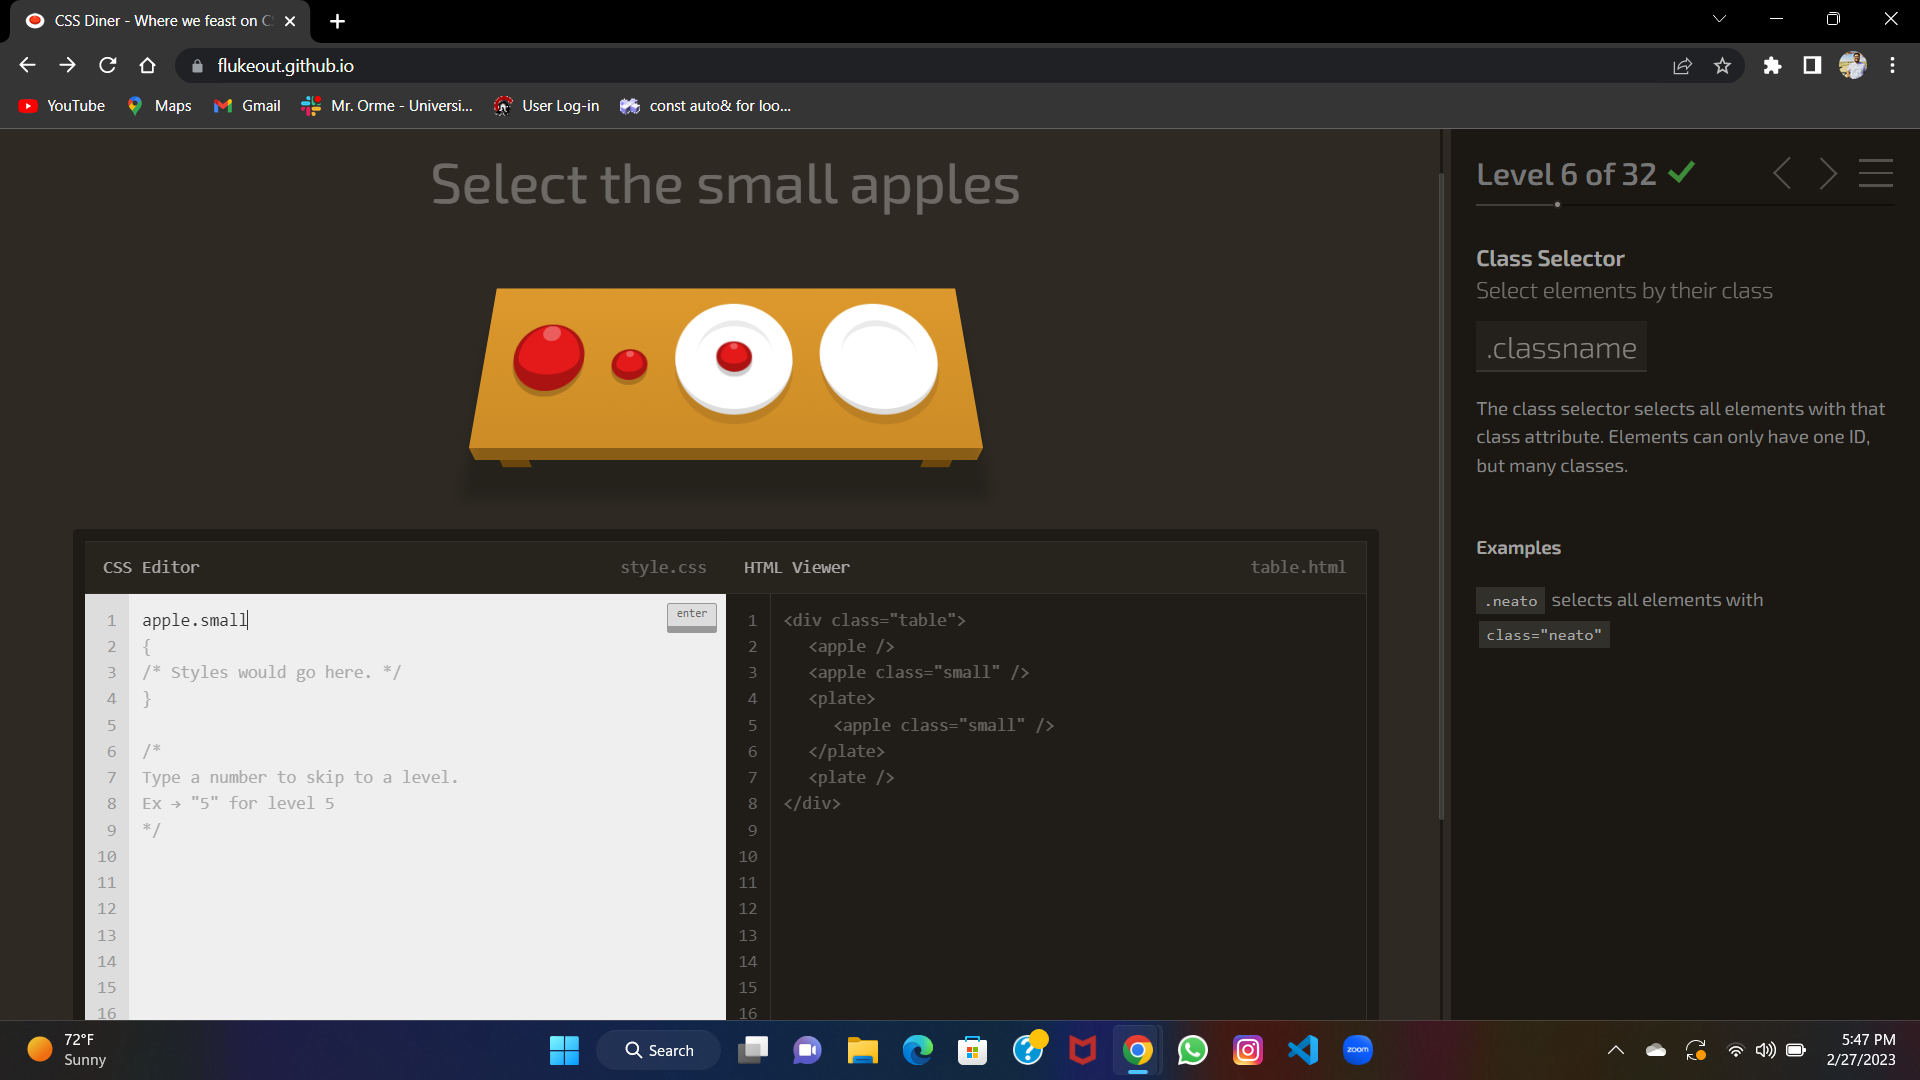 CSS Diner - Where we feast on C
flukeout.github.io
YouTube
Maps
Gmail
Mr. Orme - Universi...
User Log-in
const auto& for loo...
Select the small apples
Level 6 of 32
Class Selector
Select elements by their class
.classname
The class selector selects all elements with that
class attribute. Elements can only have one ID,
but many classes.
Examples
.neato selects all elements with
class="neato"
CSS Editor
style.css
1 apple.small
enter
2 {
3 /* Styles would go here. */
4 }
5
6 /*
7 Type a number to skip to a level.
8 Ex → "5" for level 5
9 */
10
11
12
13
14
15
16
HTML Viewer
table.html
1 <div class="table">
2 <apple />
3 <apple class="small" />
4 <plate>
5 <apple class="small" />
6 </plate>
7 <plate />
8 </div>
9
10
11
12
13
14
15
16
72°F
Sunny
Search
zoom
5:47 PM
2/27/2023